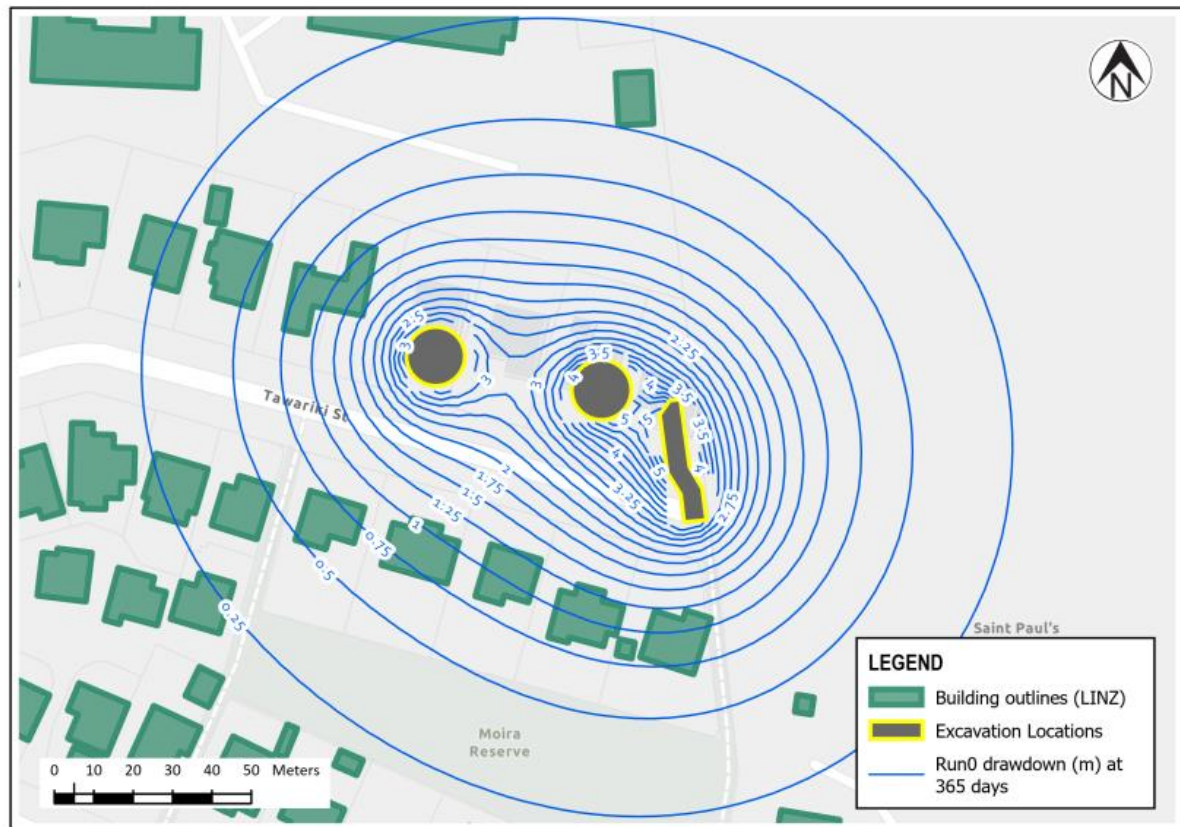 N
2.5
3
3
2.25
3.5
4
3
4
3.5
5
5
3.5
4
5
4
3.25
2.75
2
1.75
1.5
1.25
1
0.75
0.5
0.25
Tawariki St
Saint Paul's
Moira
Reserve
0 10 20 30 40 50 Meters
LEGEND
Building outlines (LINZ)
Excavation Locations
Run0 drawdown (m) at
365 days